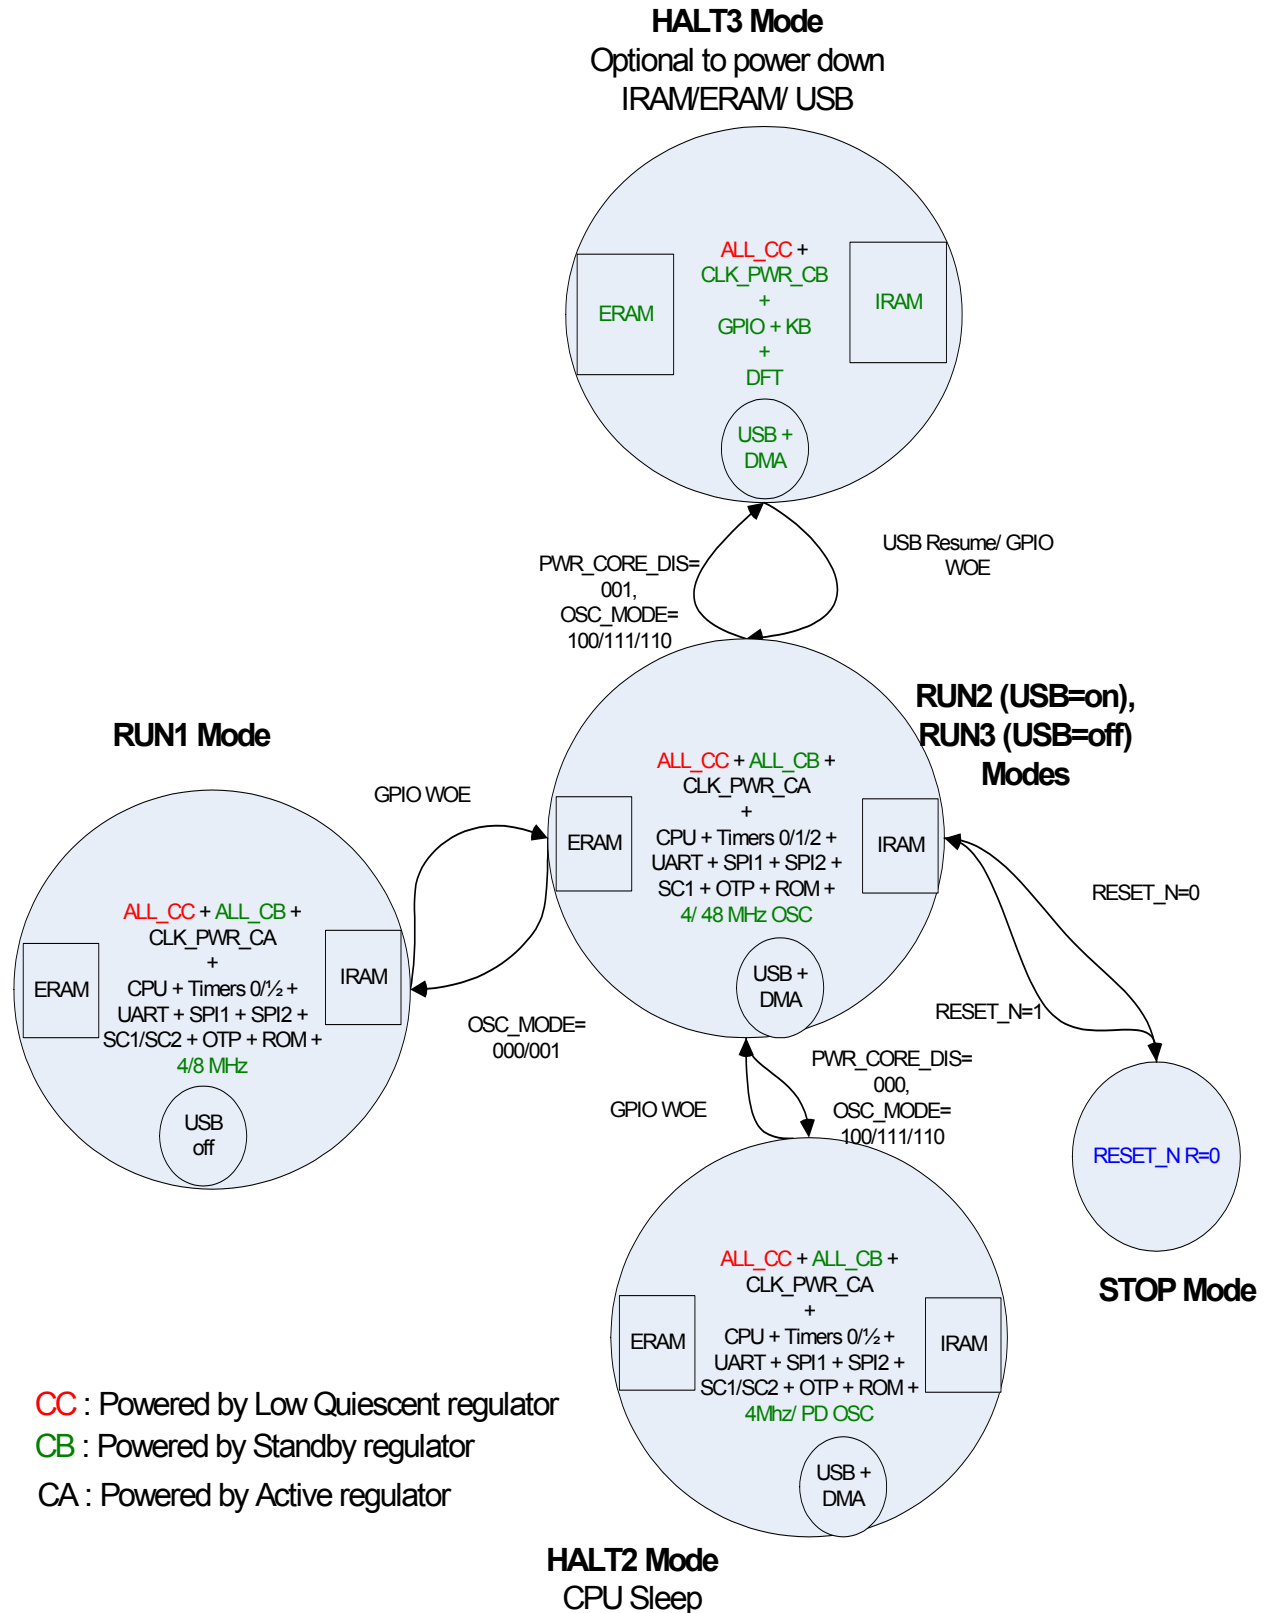 HALT3 Mode
Optional to power down
IRAM/ERAM/ USB
ALL_CC +
CLK_PWR_CB
+
GPIO + KB
+
DFT
ERAM
IRAM
USB +
DMA
PWR_CORE_DIS=
001,
OSC_MODE=
100/111/110
USB Resume/ GPIO
WOE
RUN2 (USB=on),
RUN3 (USB=off)
Modes
ALL_CC + ALL_CB +
CLK_PWR_CA
+
CPU + Timers 0/1/2 +
UART + SPI1 + SPI2 +
SC1 + OTP + ROM +
4/ 48 MHz OSC
ERAM
IRAM
USB +
DMA
RUN1 Mode
GPIO WOE
ALL_CC + ALL_CB +
CLK_PWR_CA
+
CPU + Timers 0/½ +
UART + SPI1 + SPI2 +
SC1/SC2 + OTP + ROM +
4/8 MHz
ERAM
IRAM
USB
off
OSC_MODE=
000/001
RESET_N=0
RESET_N=1
RESET_N R=0
STOP Mode
GPIO WOE
PWR_CORE_DIS=
000,
OSC_MODE=
100/111/110
ALL_CC + ALL_CB +
CLK_PWR_CA
+
CPU + Timers 0/½ +
UART + SPI1 + SPI2 +
SC1/SC2 + OTP + ROM +
4Mhz/ PD OSC
ERAM
IRAM
USB +
DMA
HALT2 Mode
CPU Sleep
CC : Powered by Low Quiescent regulator
CB : Powered by Standby regulator
CA : Powered by Active regulator